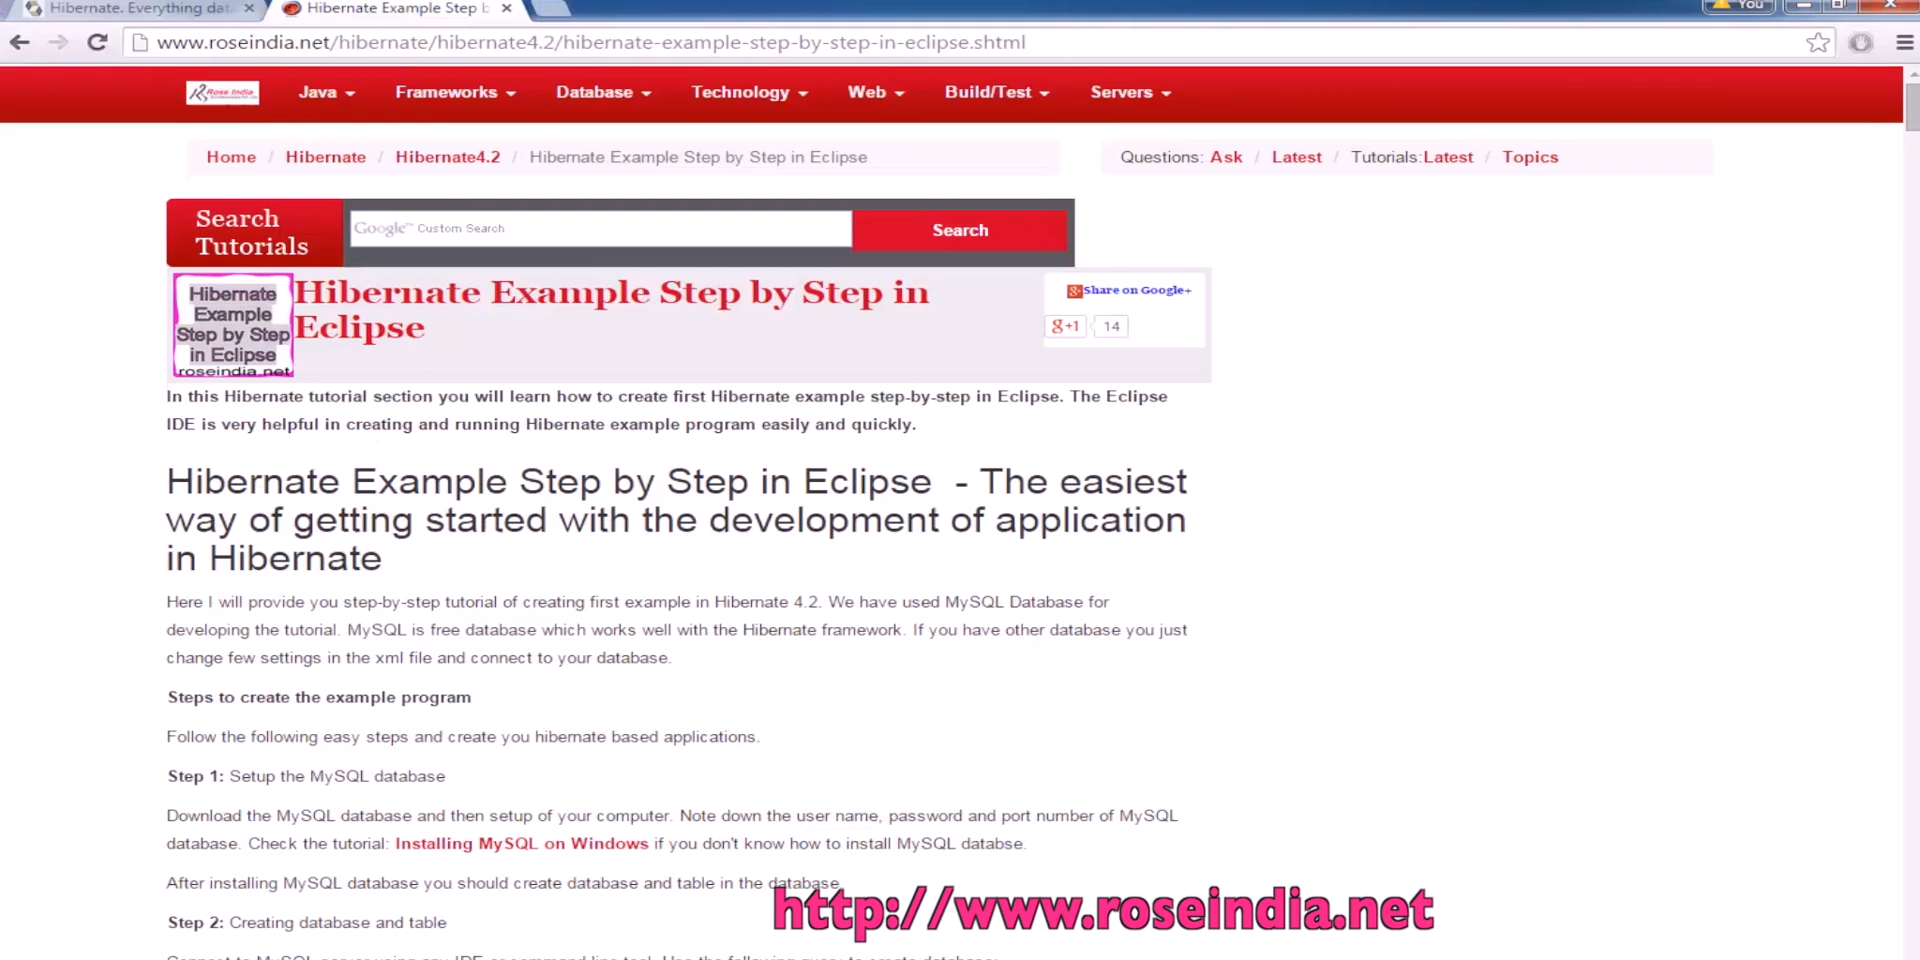 Hibernate. Everything dat
Hibernate Example Step b
You
www.roseindia.net/hibernate/hibernate4.2/hibernate-example-step-by-step-in-eclipse.shtml
Rose India
Java
Frameworks
Database
Technology
Web
Build/Test
Servers
Home / Hibernate / Hibernate4.2 / Hibernate Example Step by Step in Eclipse
Questions: Ask / Latest / Tutorials:Latest / Topics
Search
Tutorials
Google™ Custom Search
Search
Hibernate
Example
Step by Step
in Eclipse
roseindia.net
Hibernate Example Step by Step in
Eclipse
Share on Google+
g+1 14
In this Hibernate tutorial section you will learn how to create first Hibernate example step-by-step in Eclipse. The Eclipse
IDE is very helpful in creating and running Hibernate example program easily and quickly.
Hibernate Example Step by Step in Eclipse - The easiest
way of getting started with the development of application
in Hibernate
Here I will provide you step-by-step tutorial of creating first example in Hibernate 4.2. We have used MySQL Database for
developing the tutorial. MySQL is free database which works well with the Hibernate framework. If you have other database you just
change few settings in the xml file and connect to your database.
Steps to create the example program
Follow the following easy steps and create you hibernate based applications.
Step 1: Setup the MySQL database
Download the MySQL database and then setup of your computer. Note down the user name, password and port number of MySQL
database. Check the tutorial: Installing MySQL on Windows if you don't know how to install MySQL databse.
After installing MySQL database you should create database and table in the database
http://www.roseindia.net
Step 2: Creating database and table